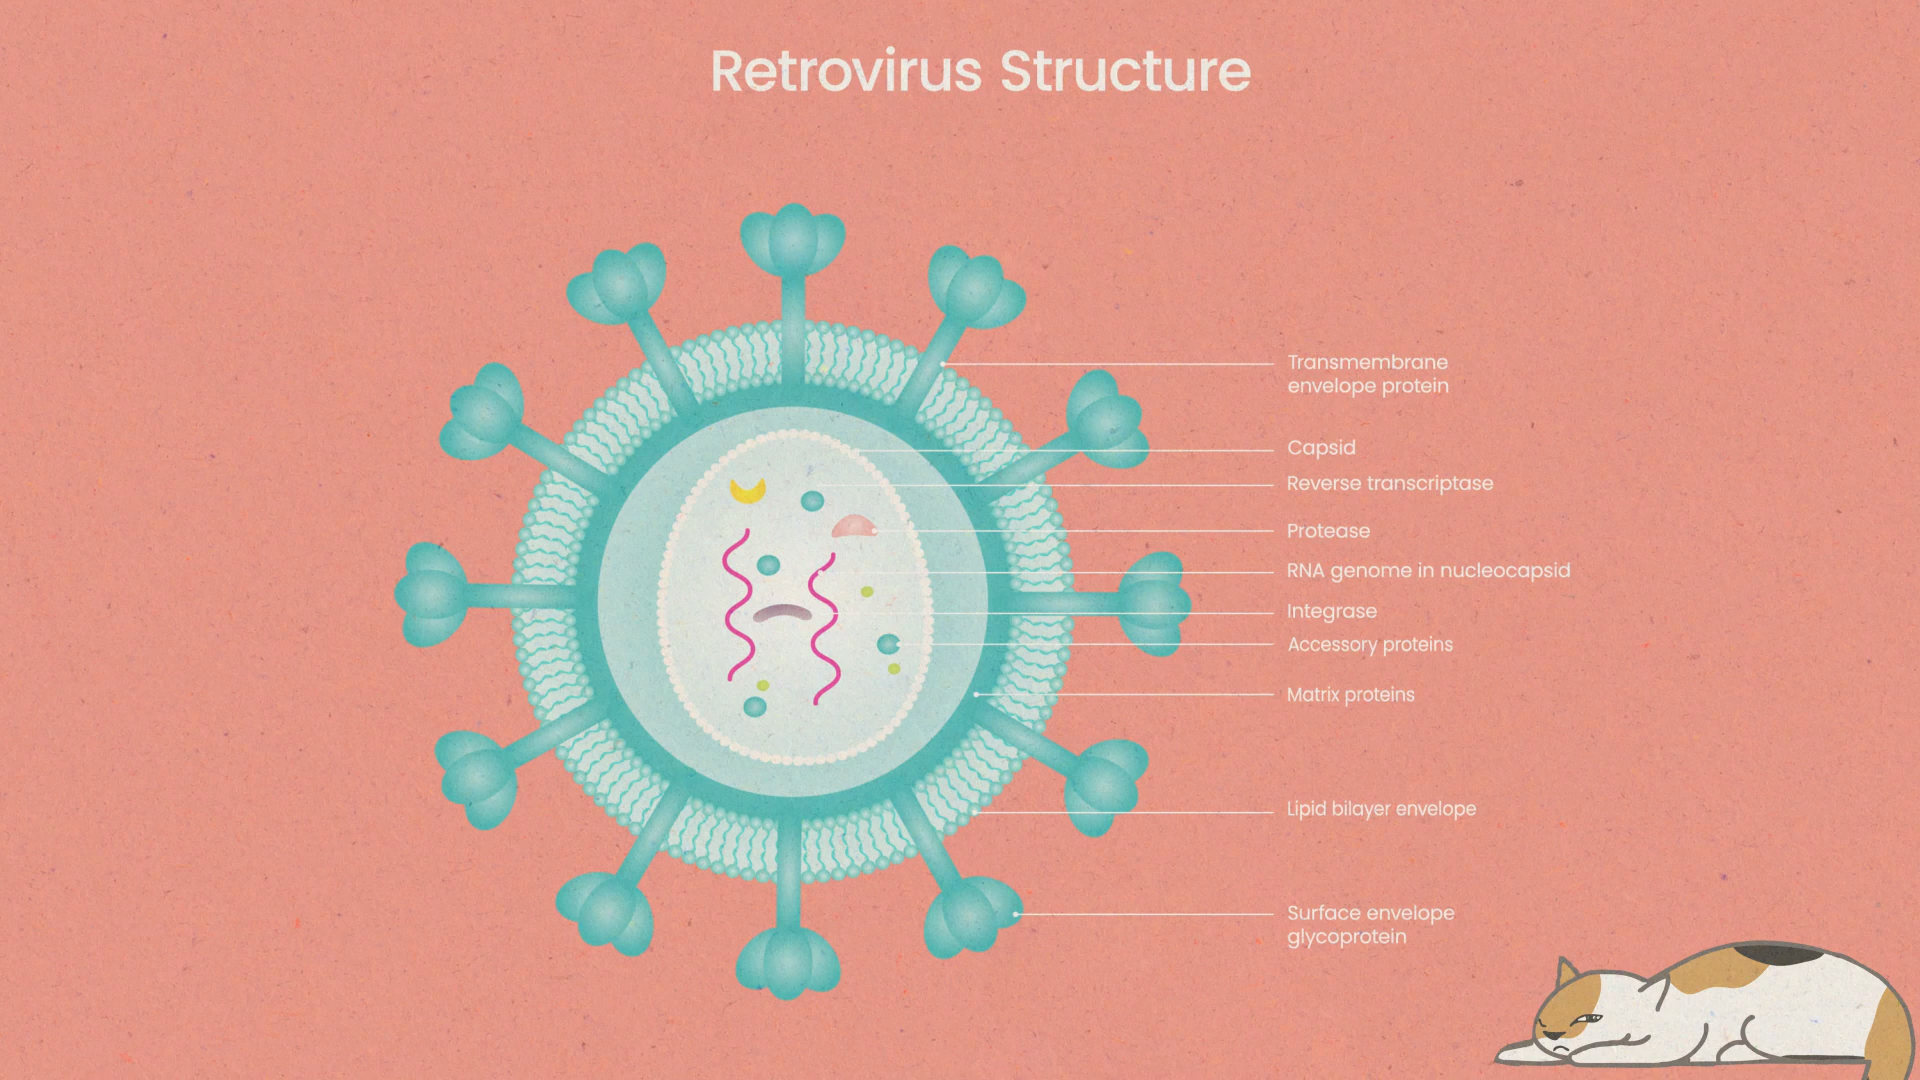 Retrovirus Structure
Transmembrane
envelope protein
Capsid
Reverse transcriptase
Protease
RNA genome in nucleocapsid
Integrase
Accessory proteins
Matrix proteins
Lipid bilayer envelope
Surface envelope
glycoprotein